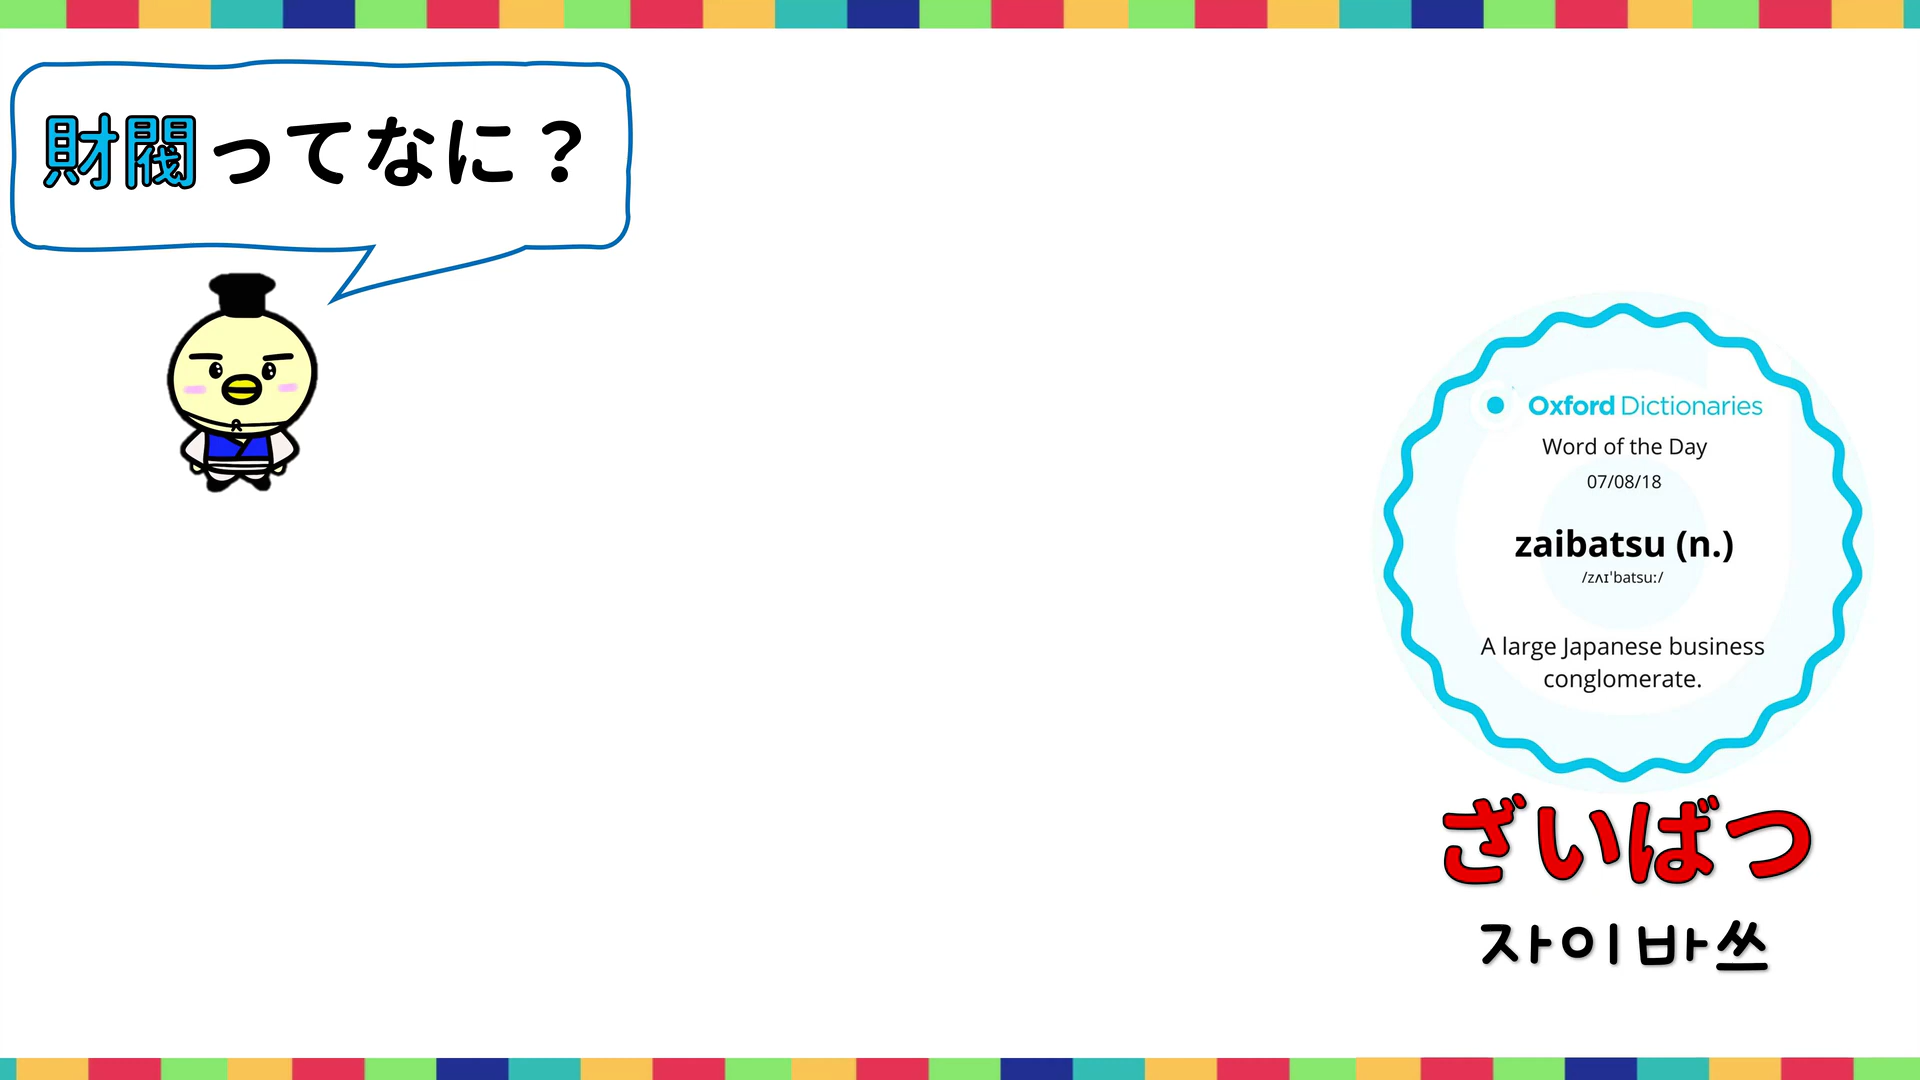 財閥ってなに？
Oxford Dictionaries
Word of the Day
07/08/18
zaibatsu (n.)
/zʌɪˈbatsuː/
A large Japanese business
conglomerate.
ざいばつ
자이바쓰